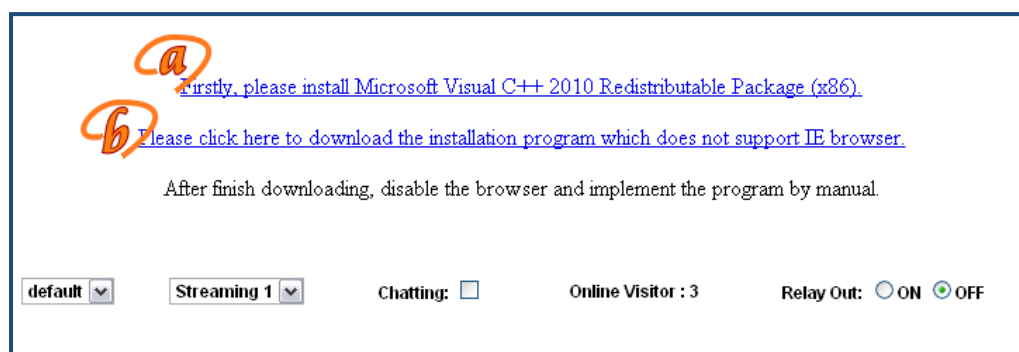 a
Firstly, please install Microsoft Visual C++ 2010 Redistributable Package (x86).
b
Please click here to download the installation program which does not support IE browser.
After finish downloading, disable the browser and implement the program by manual.
default Streaming 1 Chatting: Online Visitor : 3 Relay Out: ON OFF